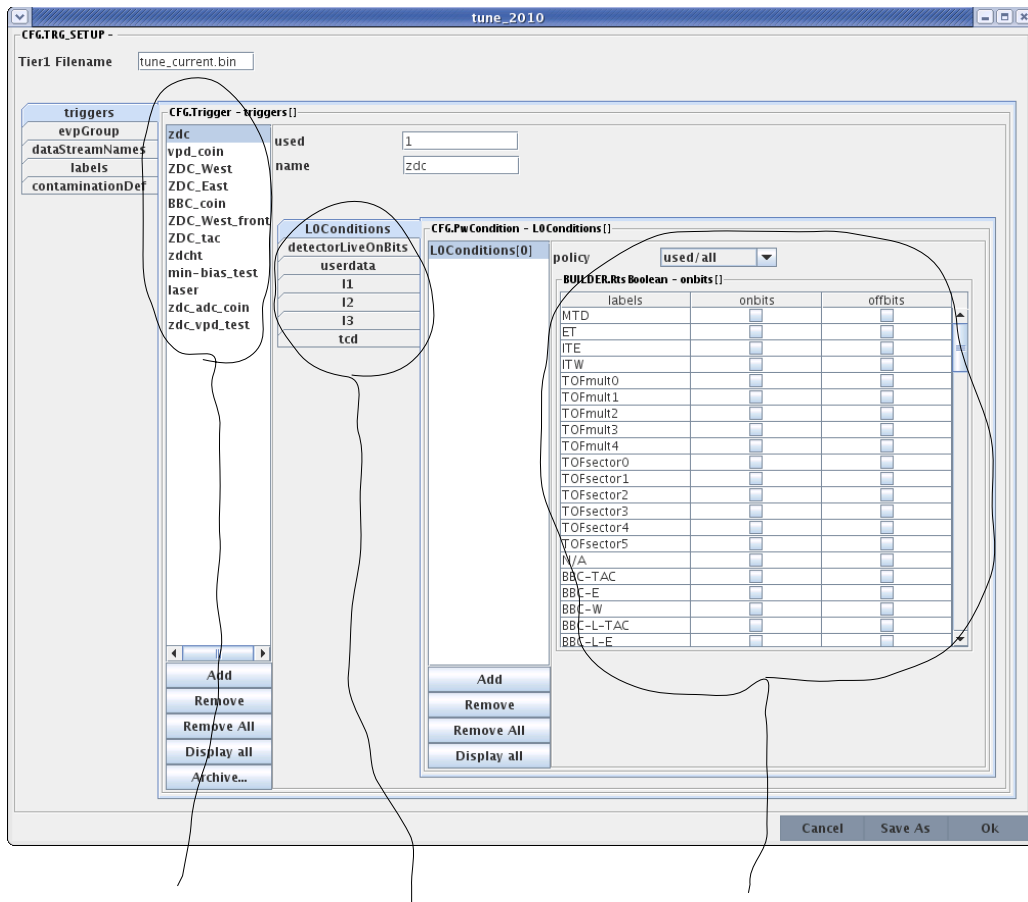 tune_2010
CFG.TRG_SETUP -
Tier1 Filename tune_current.bin
triggers
evpGroup
dataStreamNames
labels
contaminationDef
CFG.Trigger - triggers[]
zdc
vpd_coin
ZDC_West
ZDC_East
BBC_coin
ZDC_West_front
ZDC_tac
zdcht
min-bias_test
laser
zdc_adc_coin
zdc_vpd_test
Add
Remove
Remove All
Display all
Archive...
used 1
name zdc
L0Conditions
detectorLiveOnBits
userdata
l1
l2
l3
tcd
CFG.PwCondition - L0Conditions[]
L0Conditions[0]
Add
Remove
Remove All
Display all
policy used/all
BUILDER.Rts Boolean - onbits[]
labels onbits offbits
MTD
ET
ITE
ITW
TOFmult0
TOFmult1
TOFmult2
TOFmult3
TOFmult4
TOFsector0
TOFsector1
TOFsector2
TOFsector3
TOFsector4
TOFsector5
N/A
BBC-TAC
BBC-E
BBC-W
BBC-L-TAC
BBC-L-E
Cancel Save As Ok